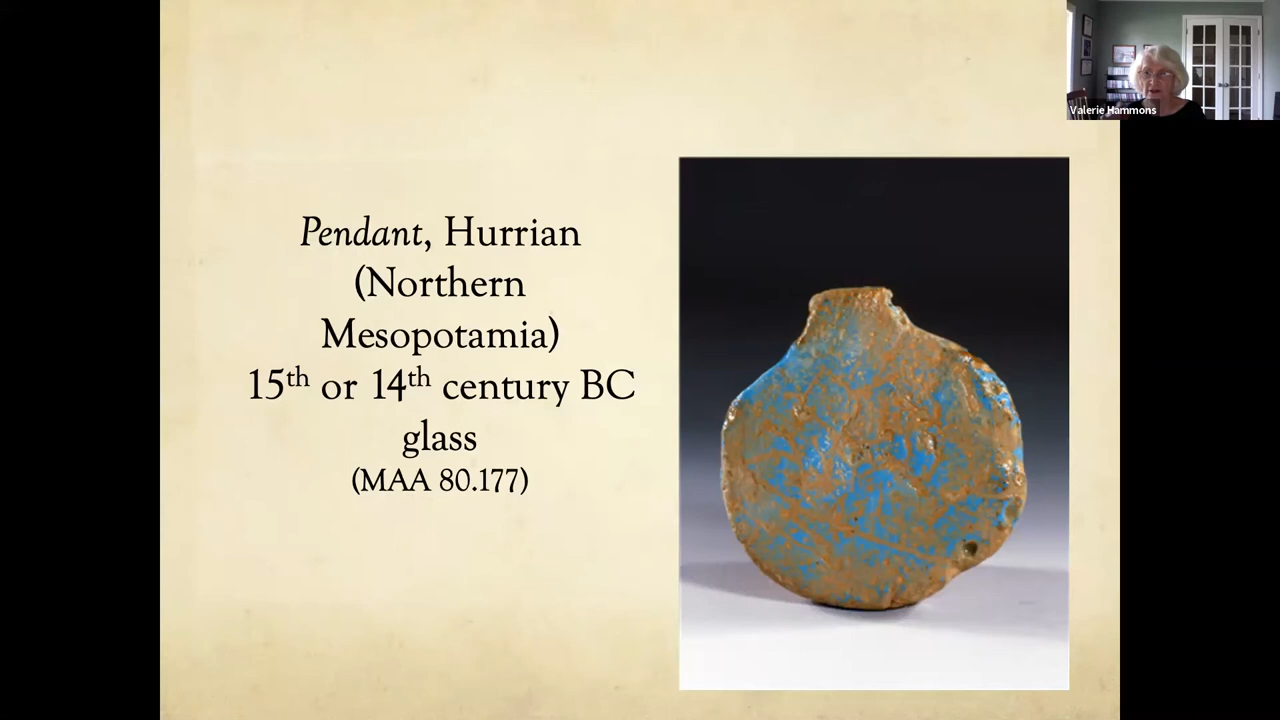 Pendant, Hurrian
(Northern
Mesopotamia)
15th or 14th century BC
glass
(MAA 80.177)
Valerie Hammons